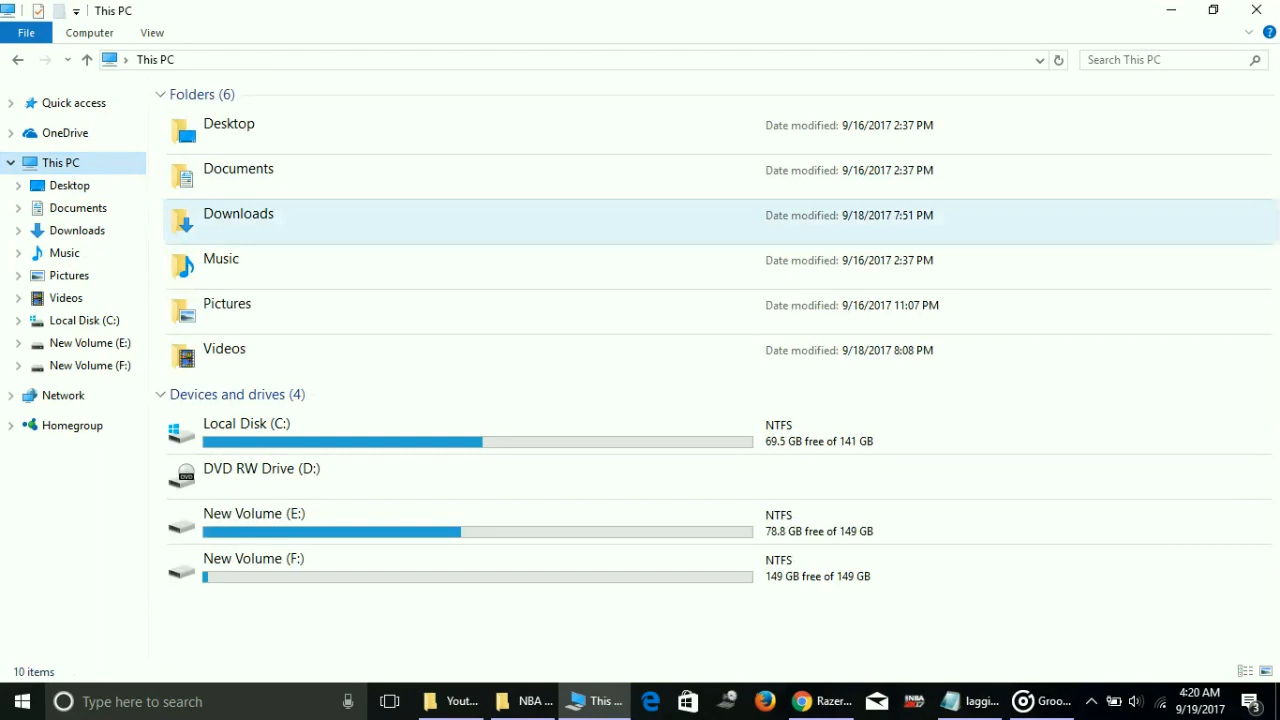 This PC
File Computer View
This PC
Search This PC
Quick access
OneDrive
This PC
Desktop
Documents
Downloads
Music
Pictures
Videos
Local Disk (C:)
New Volume (E:)
New Volume (F:)
Network
Homegroup
Folders (6)
Desktop Date modified: 9/16/2017 2:37 PM
Documents Date modified: 9/16/2017 2:37 PM
Downloads Date modified: 9/18/2017 7:51 PM
Music Date modified: 9/16/2017 2:37 PM
Pictures Date modified: 9/16/2017 11:07 PM
Videos Date modified: 9/18/2017 8:08 PM
Devices and drives (4)
Local Disk (C:) NTFS
69.5 GB free of 141 GB
DVD RW Drive (D:)
New Volume (E:) NTFS
78.8 GB free of 149 GB
New Volume (F:) NTFS
149 GB free of 149 GB
10 items
Type here to search Yout... NBA ... This ... Razer... laggi... Groo... 4:20 AM
9/19/2017 3